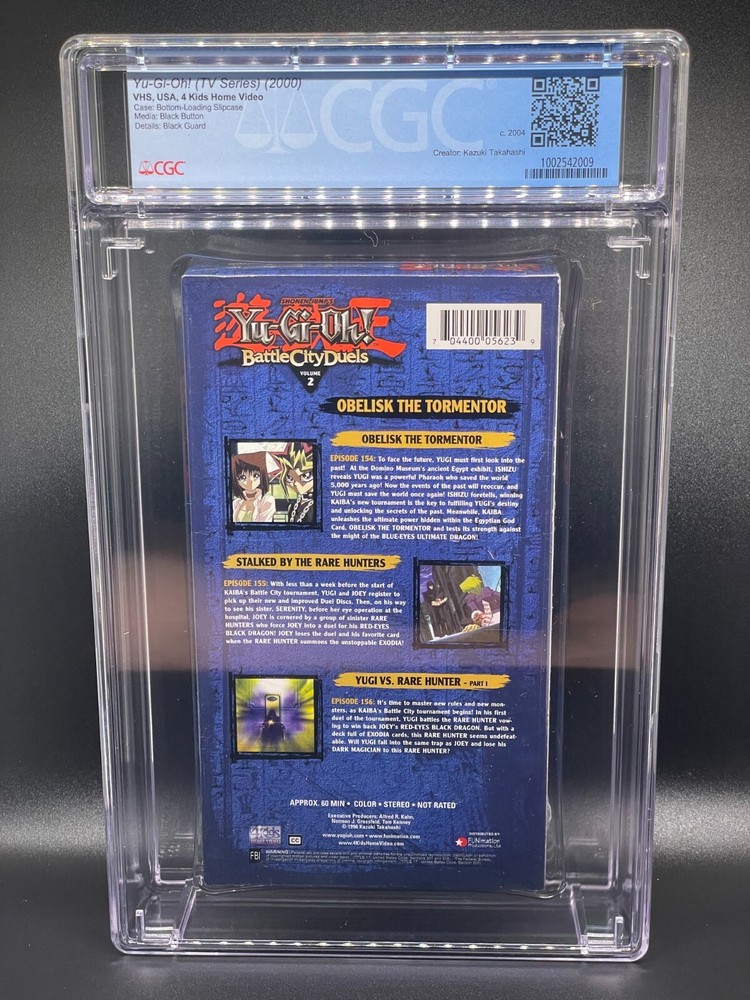 Yu-Gi-Oh! (TV Series) (2000)
VHS, USA, 4 Kids Home Video
Case: Bottom-Loading Slipcase
Media: Black Button
Details: Black Guard
c. 2004
Creator: Kazuki Takahashi
CGC
CGC
1002542009
SHONEN JUMP'S
Yu-Gi-Oh!
Battle City Duels
VOLUME
2
7 04400 05623 9
OBELISK THE TORMENTOR
OBELISK THE TORMENTOR
EPISODE 154: To face the future, YUGI must first look into the
past! At the Domino Museum's ancient Egypt exhibit, ISHIZU
reveals YUGI was a powerful Pharaoh who saved the world
5,000 years ago! Now the events of the past will reoccur, and
YUGI must save the world once again! ISHIZU foretells, winning
KAIBA's new tournament is the key to fulfilling YUGI's destiny
and unlocking the secrets of the past. Meanwhile, KAIBA
unleashes the ultimate power hidden within the Egyptian God
Card, OBELISK THE TORMENTOR and tests its strength against
the might of the BLUE-EYES ULTIMATE DRAGON!
STALKED BY THE RARE HUNTERS
EPISODE 155: With less than a week before the start of
KAIBA's Battle City tournament, YUGI and JOEY register to
pick up their new and improved Duel Discs. Then, on his way
to see his sister, SERENITY, before her eye operation at the
hospital, JOEY is cornered by a group of sinister RARE
HUNTERS who force JOEY into a duel for his RED-EYES
BLACK DRAGON! JOEY loses the duel and his favorite card
when the RARE HUNTER summons the unstoppable EXODIA!
YUGI VS. RARE HUNTER - PART I
EPISODE 156: It's time to master new rules and new mon-
sters, as KAIBA's Battle City tournament begins! In his first
duel of the tournament, YUGI battles the RARE HUNTER vow-
ing to win back JOEY's RED-EYES BLACK DRAGON. But with a
deck full of EXODIA cards, this RARE HUNTER seems undefeat-
able. Will YUGI fall into the same trap as JOEY and lose his
DARK MAGICIAN to this RARE HUNTER?
APPROX. 60 MIN • COLOR • STEREO • NOT RATED
Executive Producers: Alfred R. Kahn,
Norman J. Grossfeld, Tom Kenney
© 1996 Kazuki Takahashi
www.yugioh.com • www.funimation.com
www.4KidsHomeVideo.com
4Kids
CC
DISTRIBUTED BY
FUNimation
Productions, Ltd.
FBI
WARNING: